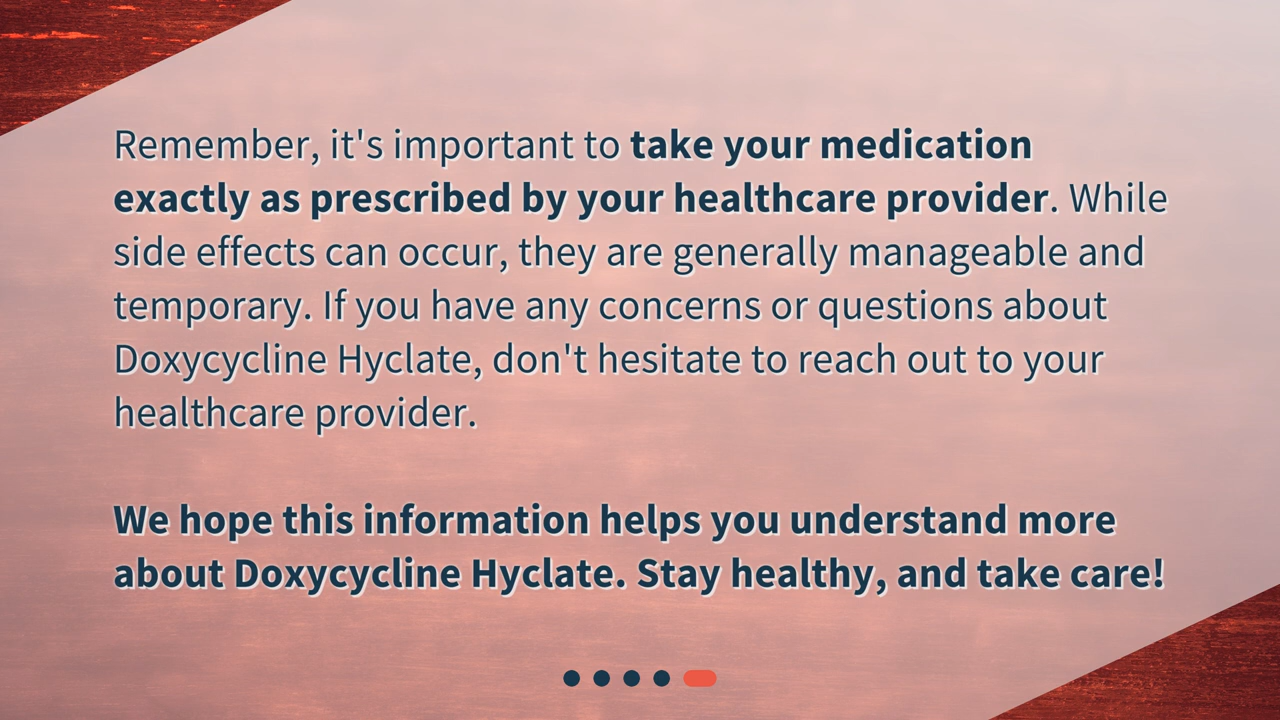 Remember, it's important to take your medication
exactly as prescribed by your healthcare provider. While
side effects can occur, they are generally manageable and
temporary. If you have any concerns or questions about
Doxycycline Hyclate, don't hesitate to reach out to your
healthcare provider.
We hope this information helps you understand more
about Doxycycline Hyclate. Stay healthy, and take care!